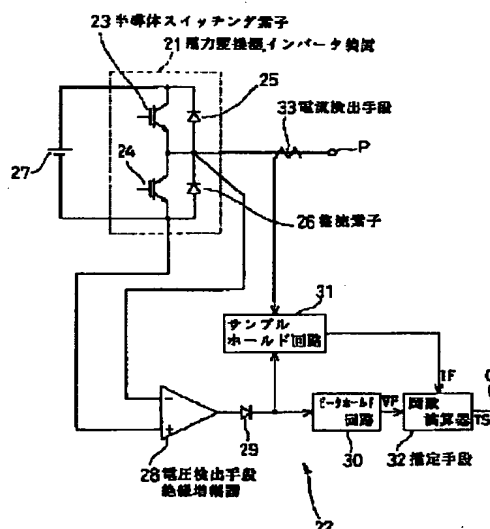 23 半導体スイッチング素子
21 電力変換器,インバータ装置
25
33 電流検出手段
P
27
24
26 整流素子
31
サンプル
ホールド回路
IF
ピークホールド
回路
VF
関数
演算器
TS
29
30
32 推定手段
28 電圧検出手段
絶縁増幅器
22